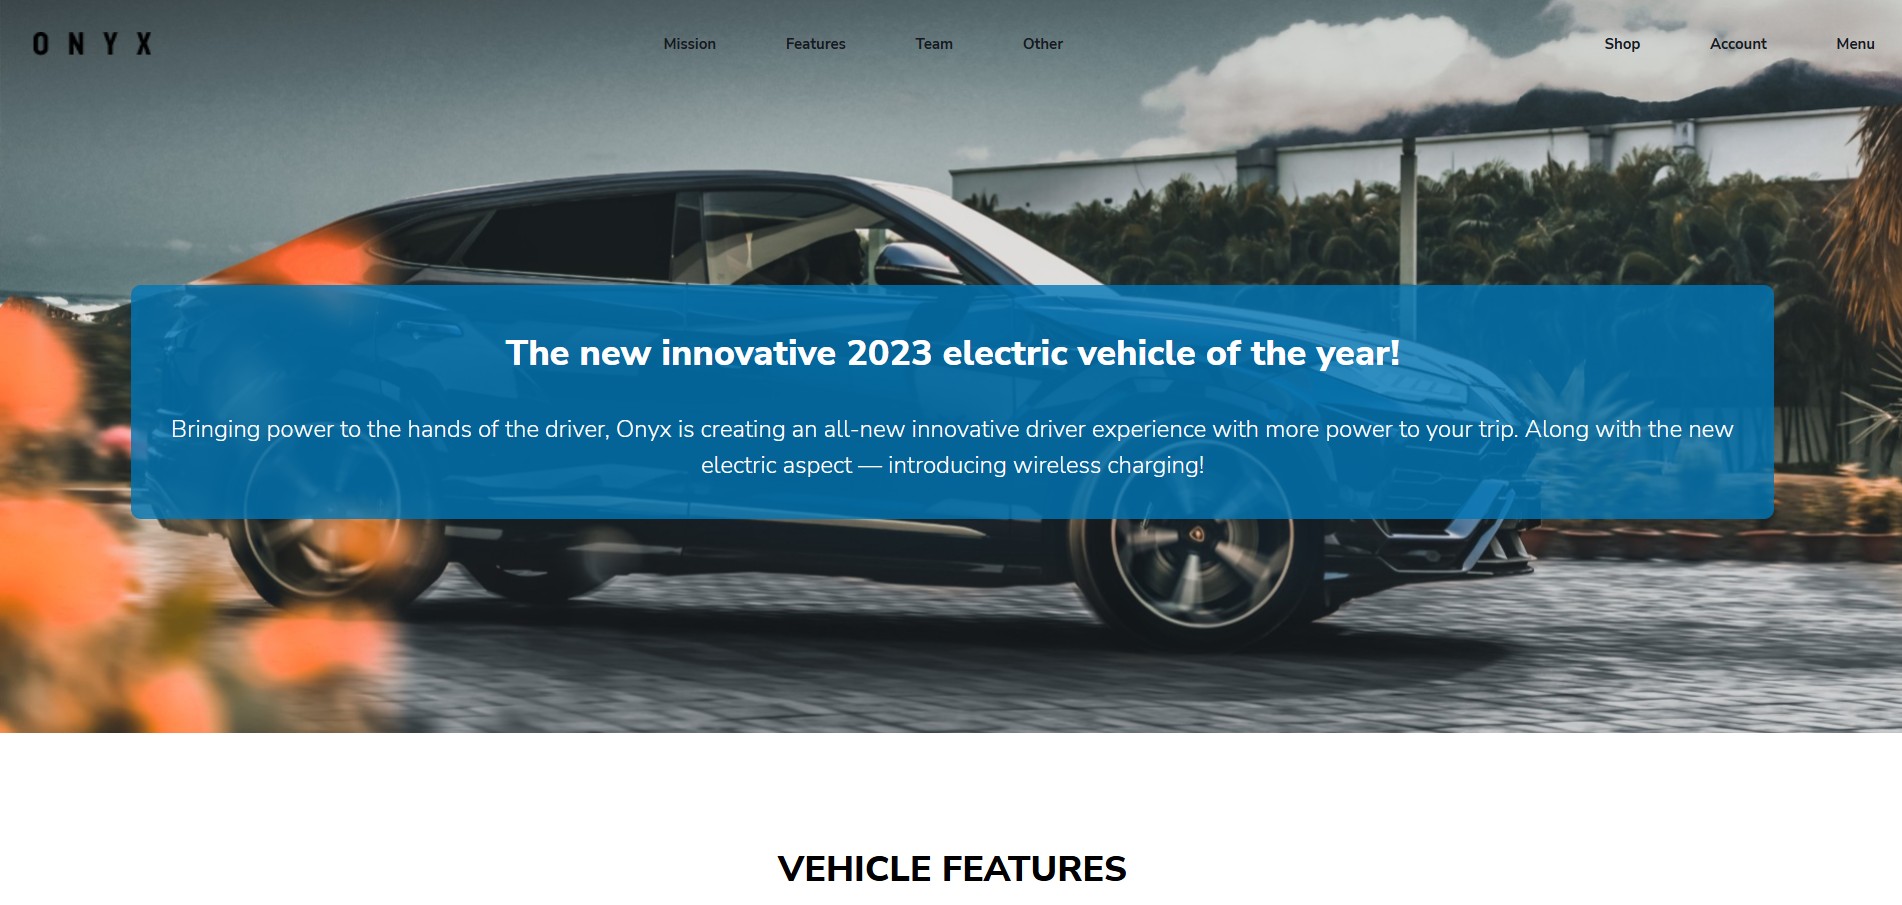 ONYX
Mission
Features
Team
Other
Shop
Account
Menu
The new innovative 2023 electric vehicle of the year!
Bringing power to the hands of the driver, Onyx is creating an all-new innovative driver experience with more power to your trip. Along with the new
electric aspect — introducing wireless charging!
VEHICLE FEATURES